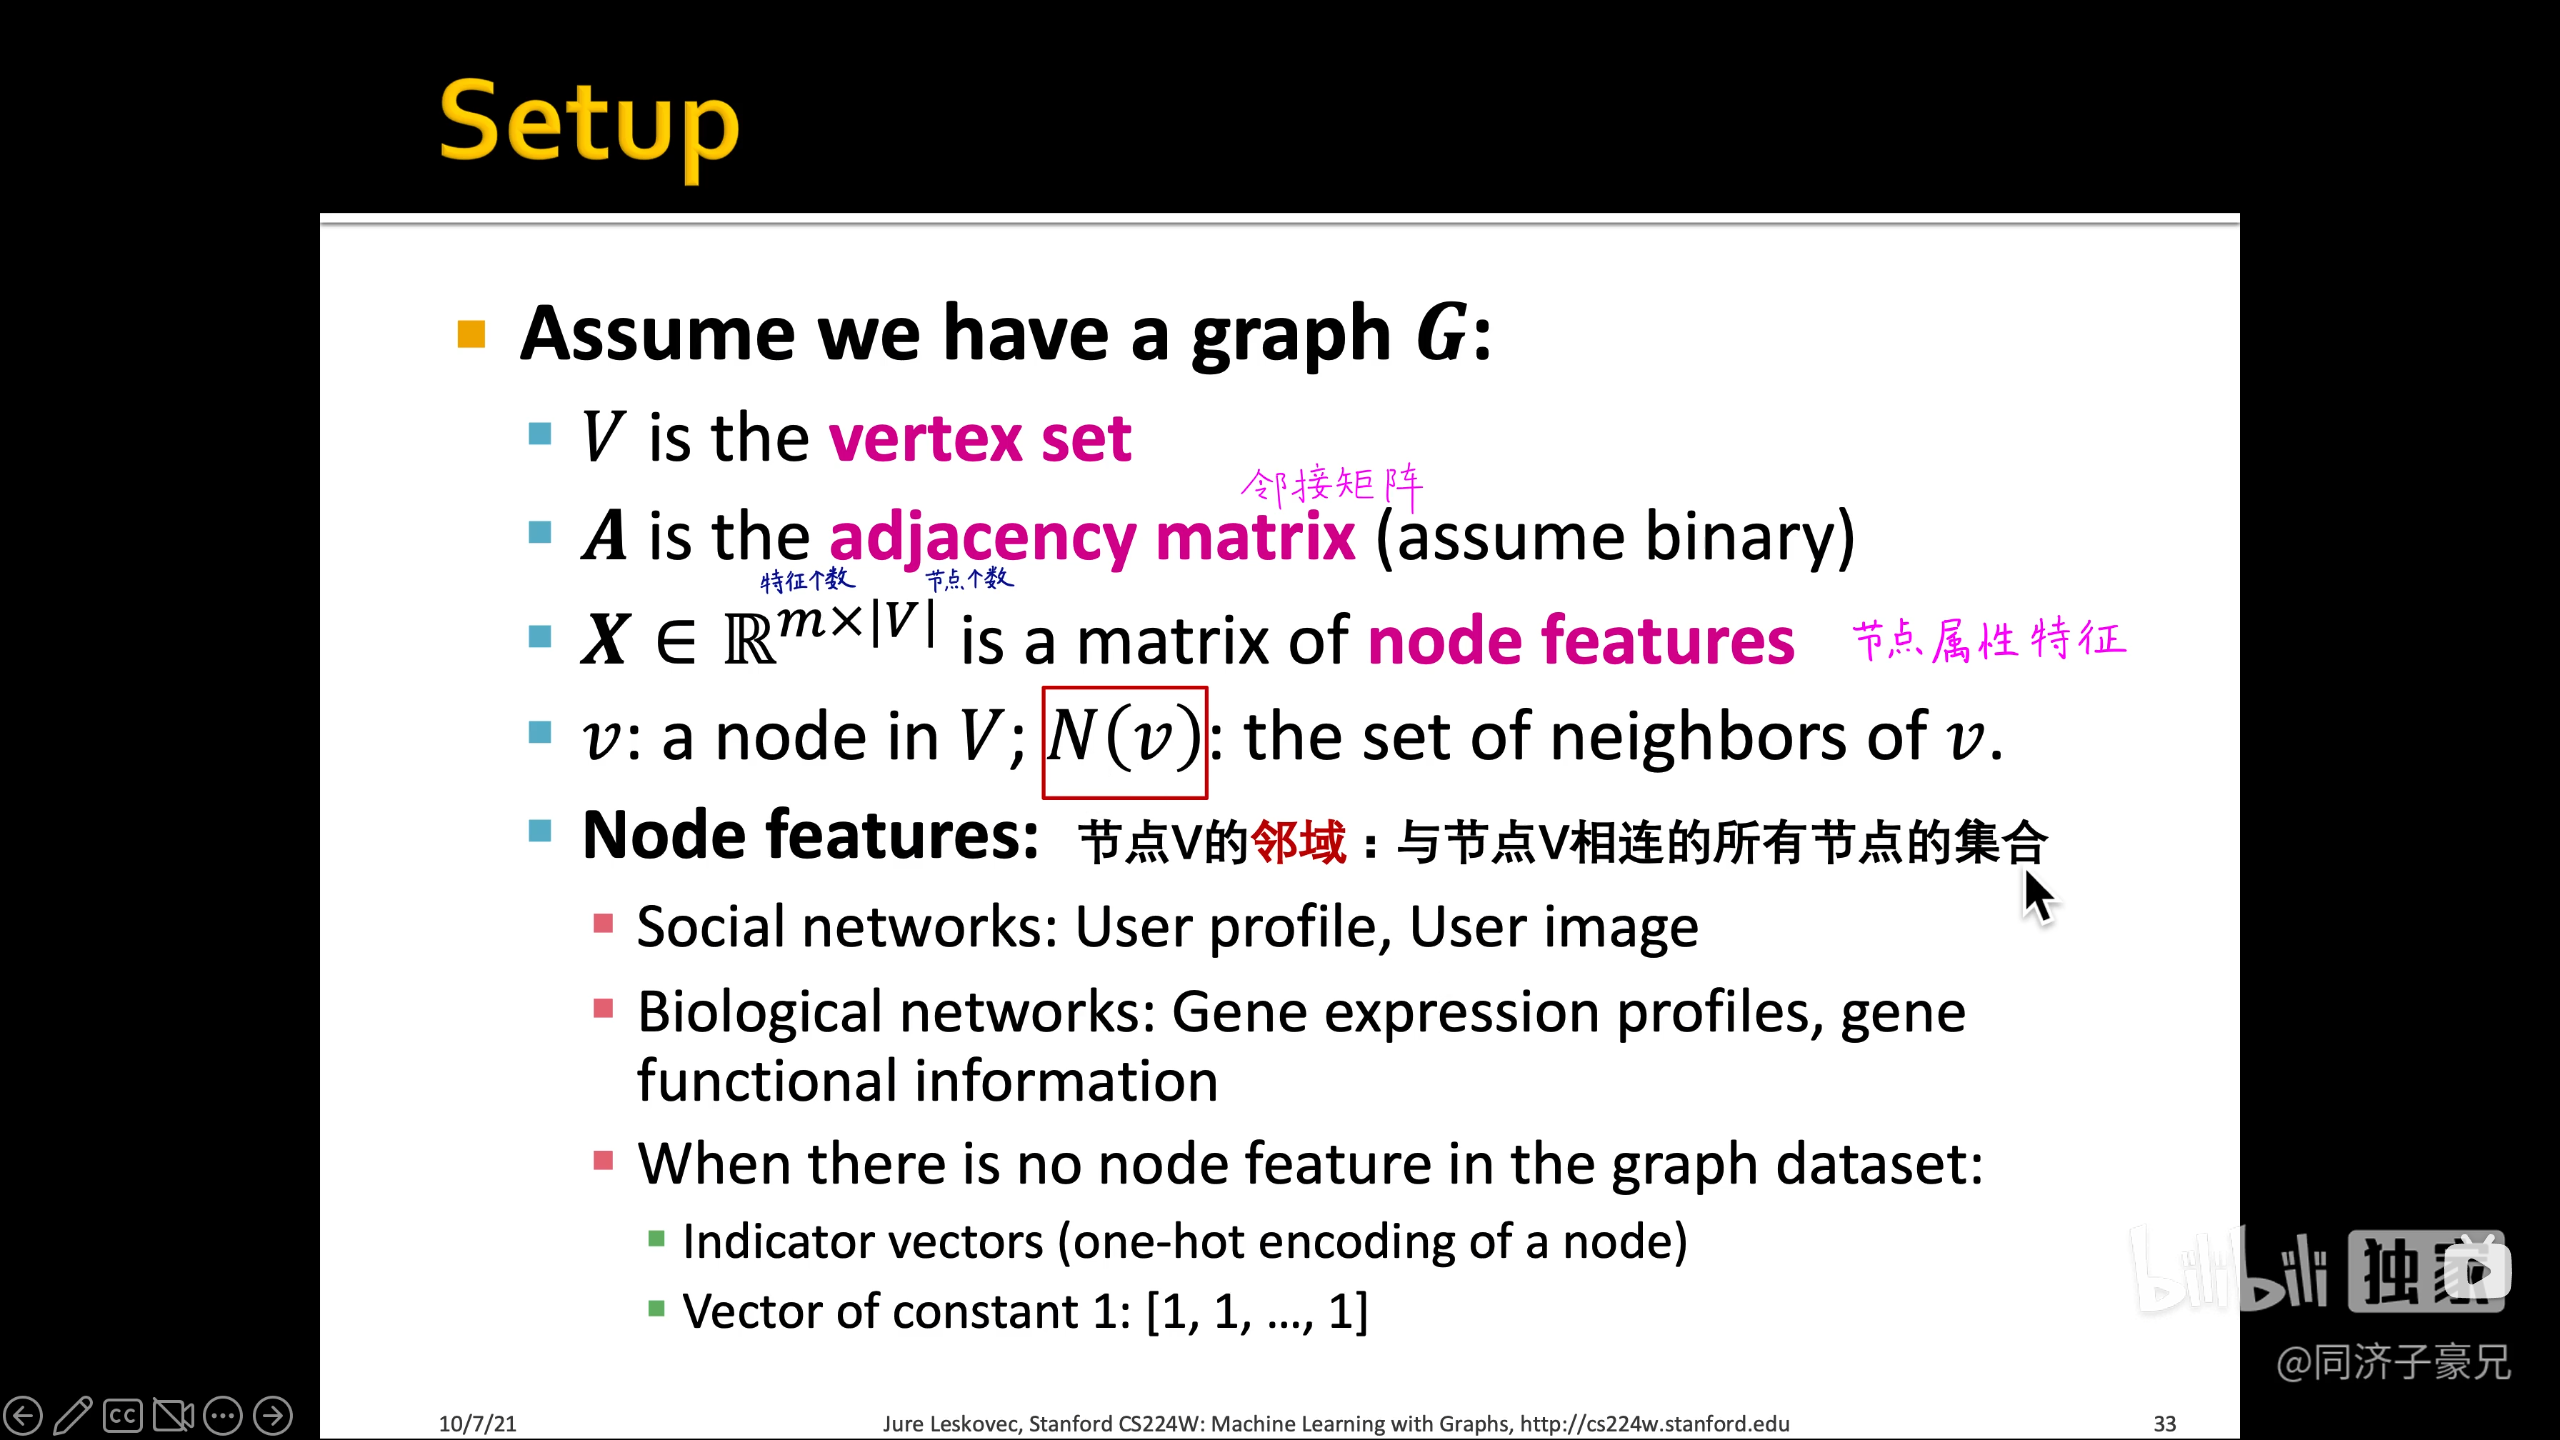 Setup
Assume we have a graph G:
V is the vertex set
邻接矩阵
A is the adjacency matrix (assume binary)
特征个数 节点个数
X ∈ ℝ^{m×|V|} is a matrix of node features 节点属性特征
v: a node in V; N(v): the set of neighbors of v.
Node features: 节点V的邻域：与节点V相连的所有节点的集合
Social networks: User profile, User image
Biological networks: Gene expression profiles, gene
functional information
When there is no node feature in the graph dataset:
Indicator vectors (one-hot encoding of a node)
Vector of constant 1: [1, 1, …, 1]
bilibili 独家
@同济子豪兄
CC
10/7/21 Jure Leskovec, Stanford CS224W: Machine Learning with Graphs, http://cs224w.stanford.edu 33